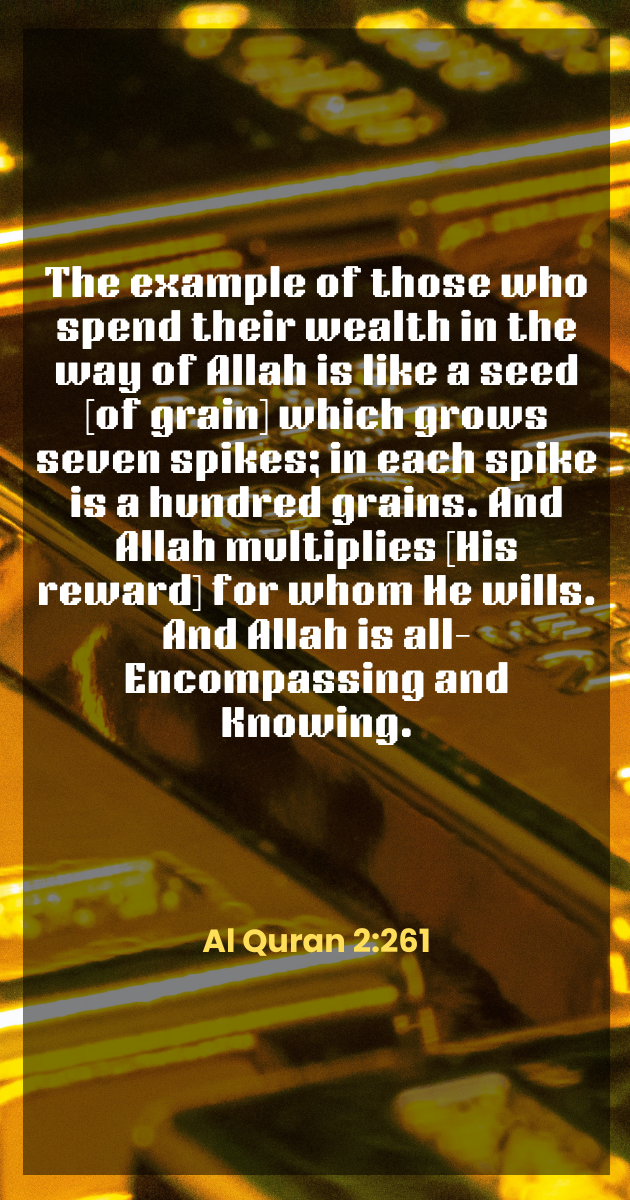 The example of those who
spend their wealth in the
way of Allah is like a seed
[of grain] which grows
seven spikes; in each spike
is a hundred grains. And
Allah multiplies [His
reward] for whom He wills.
And Allah is all-
Encompassing and
Knowing.
Al Quran 2:261